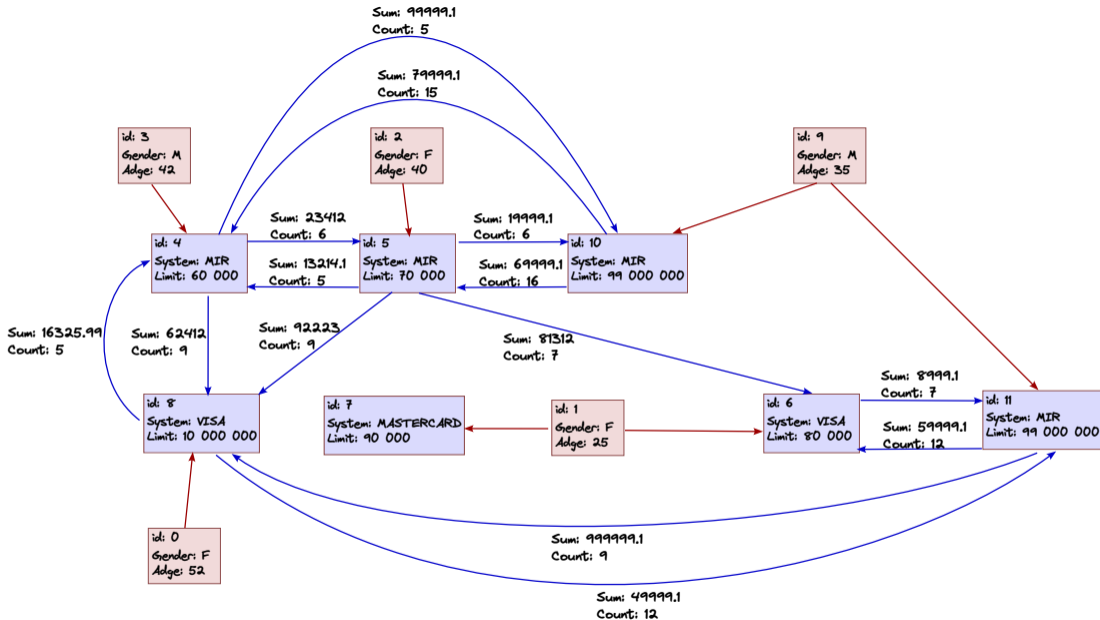 Sum: 99999.1
Count: 5
Sum: 79999.1
Count: 15
id: 3
Gender: M
Adge: 42
id: 2
Gender: F
Adge: 40
id: 9
Gender: M
Adge: 35
id: 4
System: MIR
Limit: 60 000
Sum: 23412
Count: 6
Sum: 13214.1
Count: 5
id: 5
System: MIR
Limit: 70 000
Sum: 19999.1
Count: 6
Sum: 69999.1
Count: 16
id: 10
System: MIR
Limit: 99 000 000
Sum: 16325.99
Count: 5
Sum: 62412
Count: 9
Sum: 92223
Count: 9
Sum: 81312
Count: 7
id: 8
System: VISA
Limit: 10 000 000
id: 7
System: MASTERCARD
Limit: 90 000
id: 1
Gender: F
Adge: 25
id: 6
System: VISA
Limit: 80 000
Sum: 8999.1
Count: 7
Sum: 59999.1
Count: 12
id: 11
System: MIR
Limit: 99 000 000
id: 0
Gender: F
Adge: 52
Sum: 999999.1
Count: 9
Sum: 49999.1
Count: 12